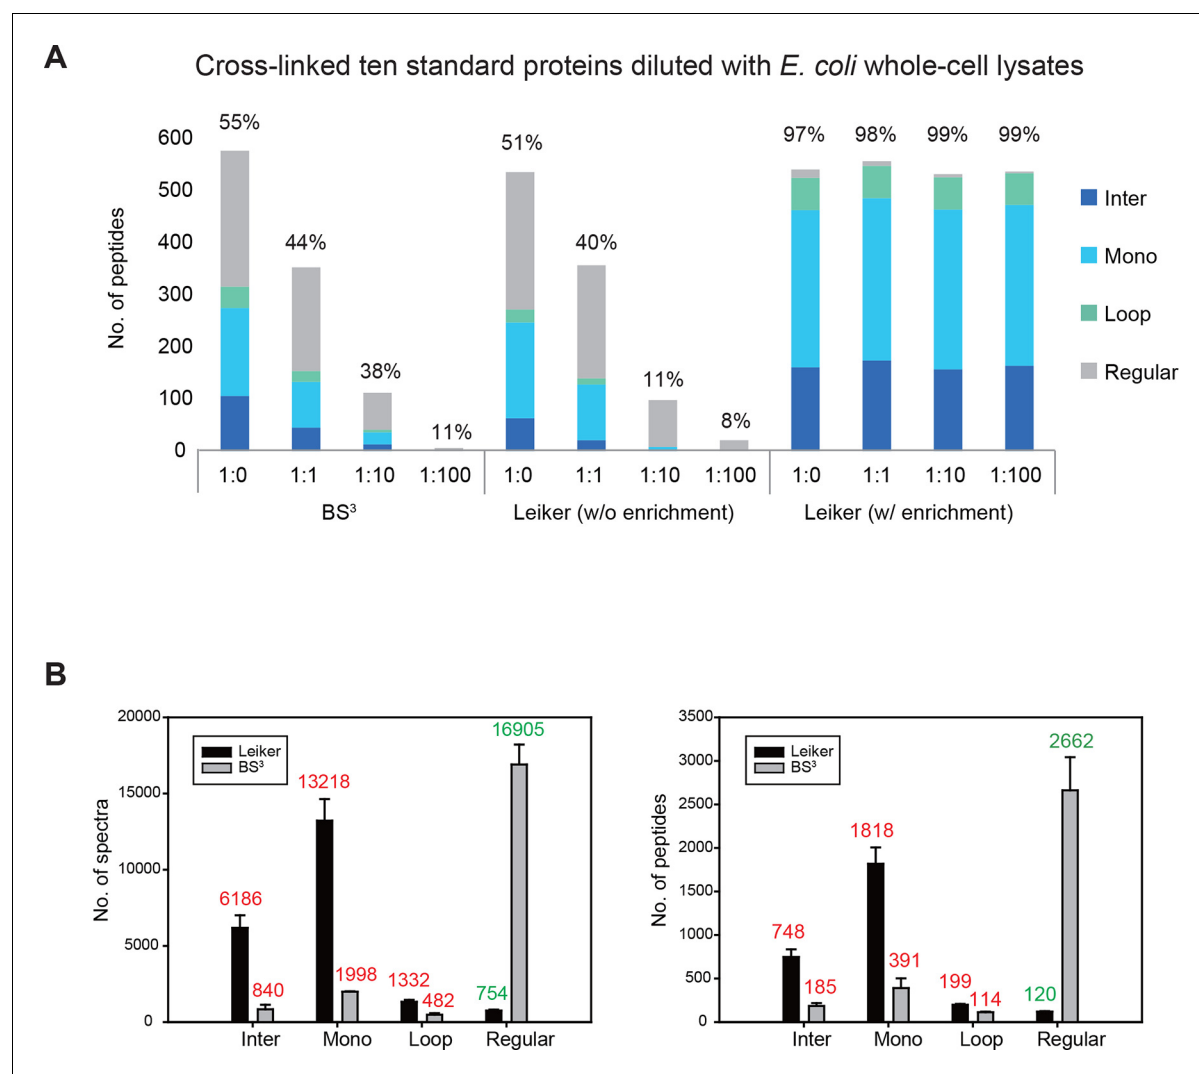 A
Cross-linked ten standard proteins diluted with E. coli whole-cell lysates
No. of peptides
600
500
400
300
200
100
0
55%
44%
38%
11%
51%
40%
11%
8%
97%
98%
99%
99%
Inter
Mono
Loop
Regular
1:0
1:1
1:10
1:100
1:0
1:1
1:10
1:100
1:0
1:1
1:10
1:100
BS³
Leiker (w/o enrichment)
Leiker (w/ enrichment)
B
No. of spectra
20000
15000
10000
5000
0
Leiker
BS³
6186
840
13218
1998
1332
482
754
16905
Inter
Mono
Loop
Regular
No. of peptides
3500
3000
2500
2000
1500
1000
500
0
Leiker
BS³
748
185
1818
391
199
114
120
2662
Inter
Mono
Loop
Regular